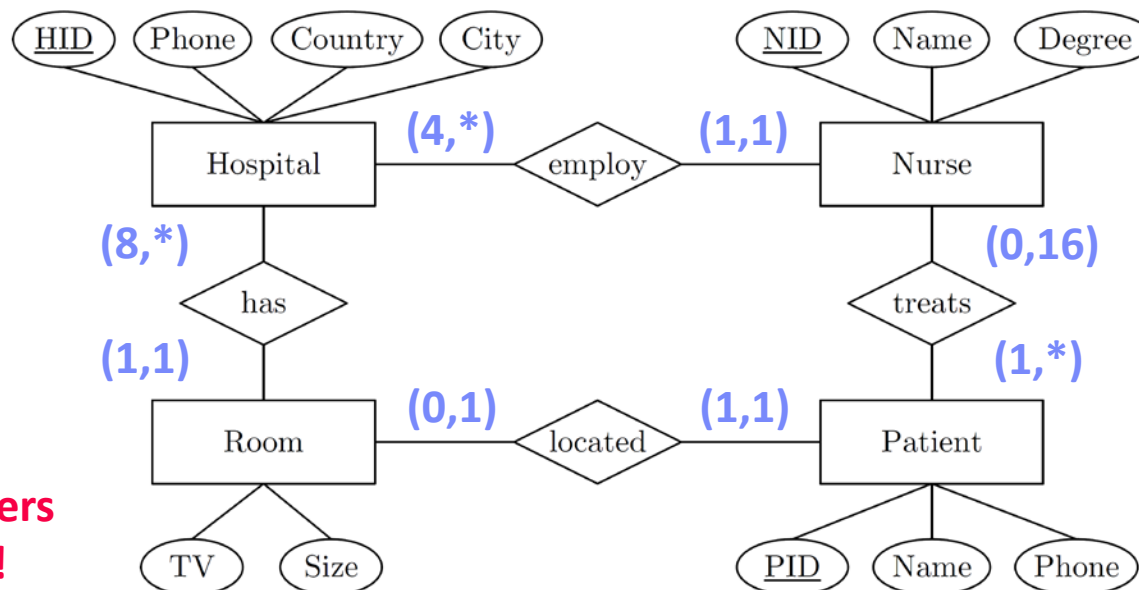 HID Phone Country City NID Name Degree
(4,*) (1,1)
Hospital employ Nurse
(8,*) (0,16)
has treats
(1,1) (1,*)
(0,1) (1,1)
Room located Patient
ers
!
TV Size PID Name Phone